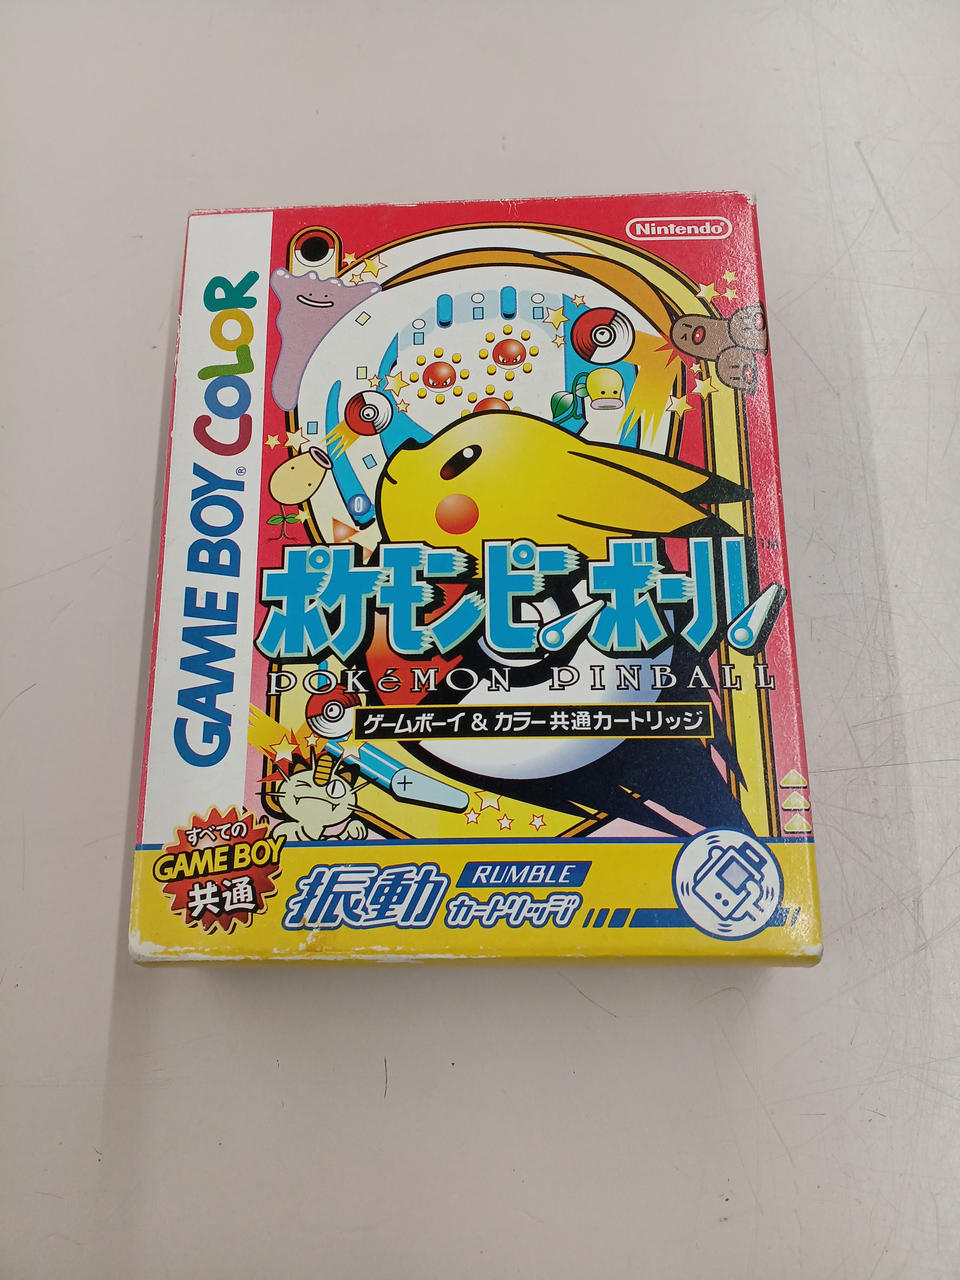 Nintendo
GAME BOY COLOR
ポケモンピンボール
POKéMON PINBALL
ゲームボーイ & カラー共通カートリッジ
すべての
GAME BOY
共通
振動
RUMBLE
カートリッジ